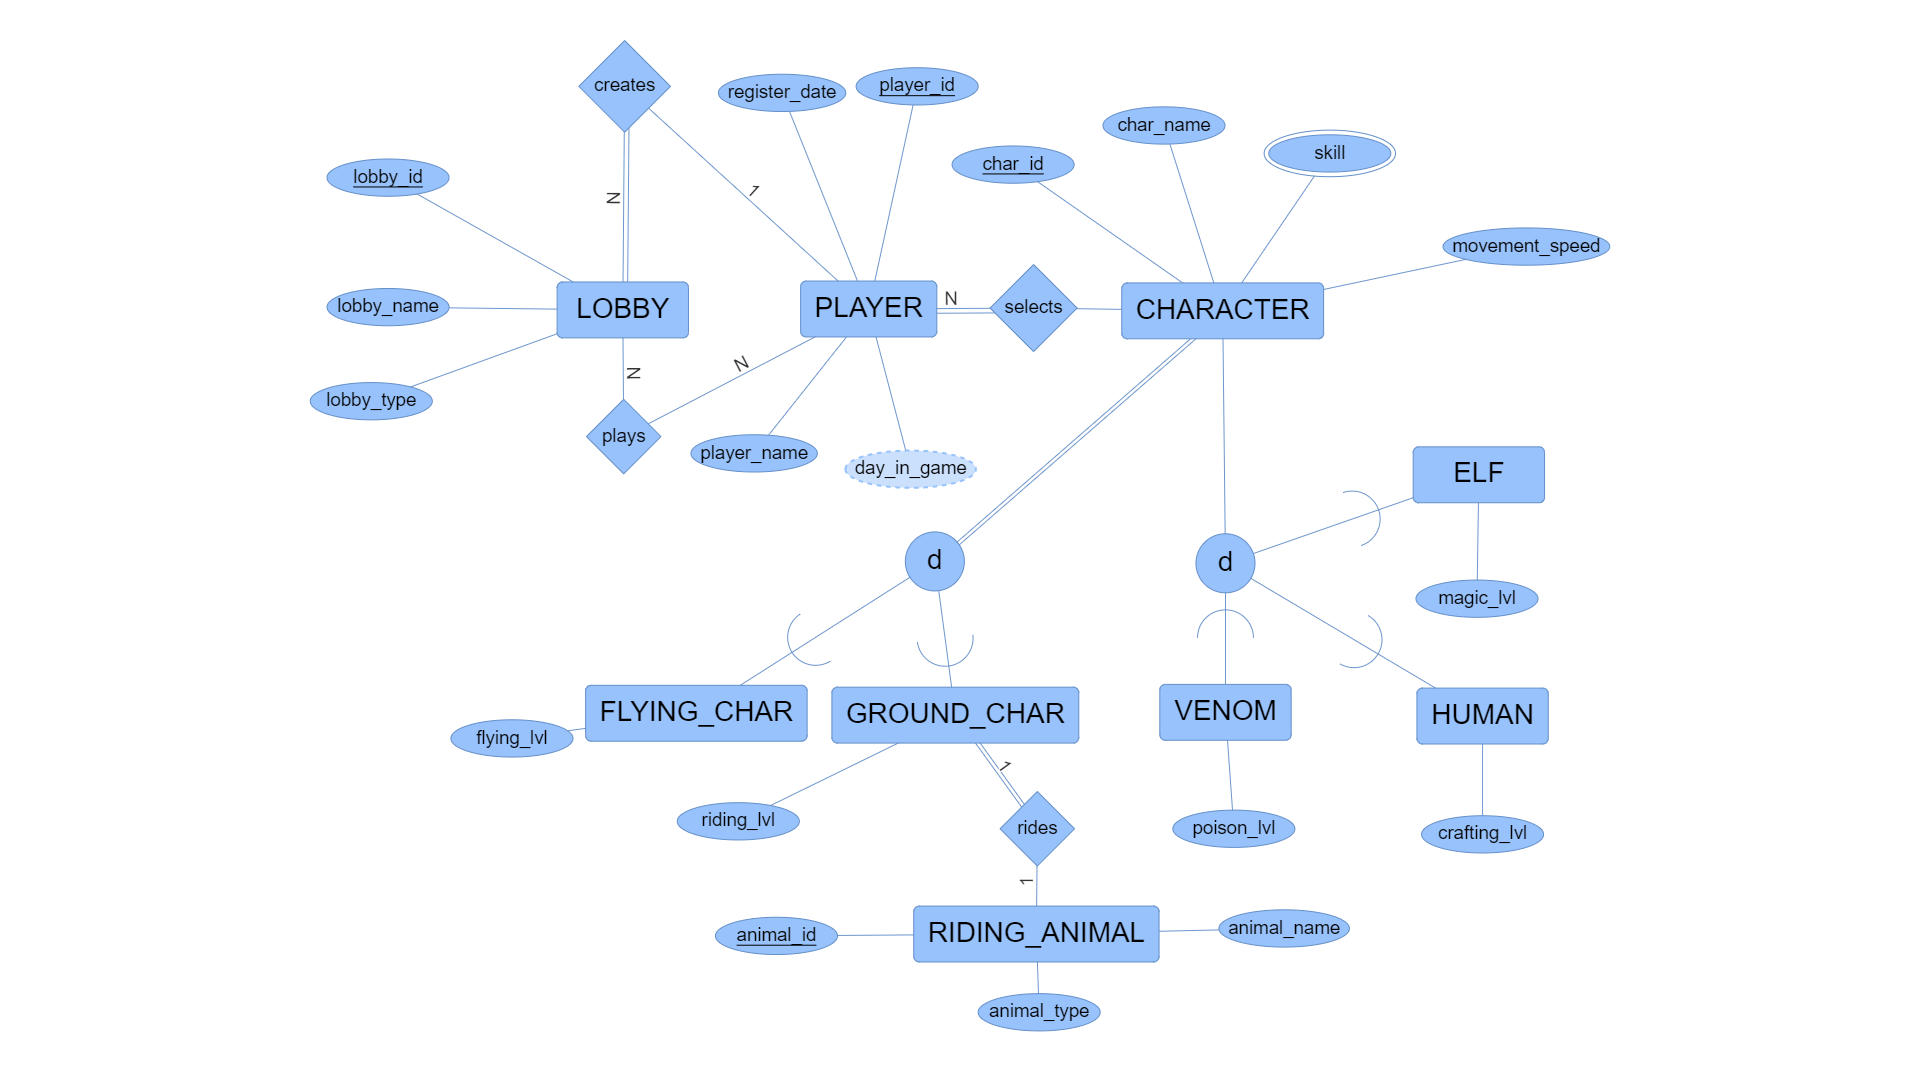 creates
register_date
player_id
char_name
skill
char_id
lobby_id
1
N
movement_speed
lobby_name
LOBBY
PLAYER
N
selects
CHARACTER
N
N
lobby_type
plays
player_name
day_in_game
ELF
d
d
magic_lvl
FLYING_CHAR
GROUND_CHAR
VENOM
HUMAN
flying_lvl
1
riding_lvl
rides
poison_lvl
crafting_lvl
1
animal_id
RIDING_ANIMAL
animal_name
animal_type